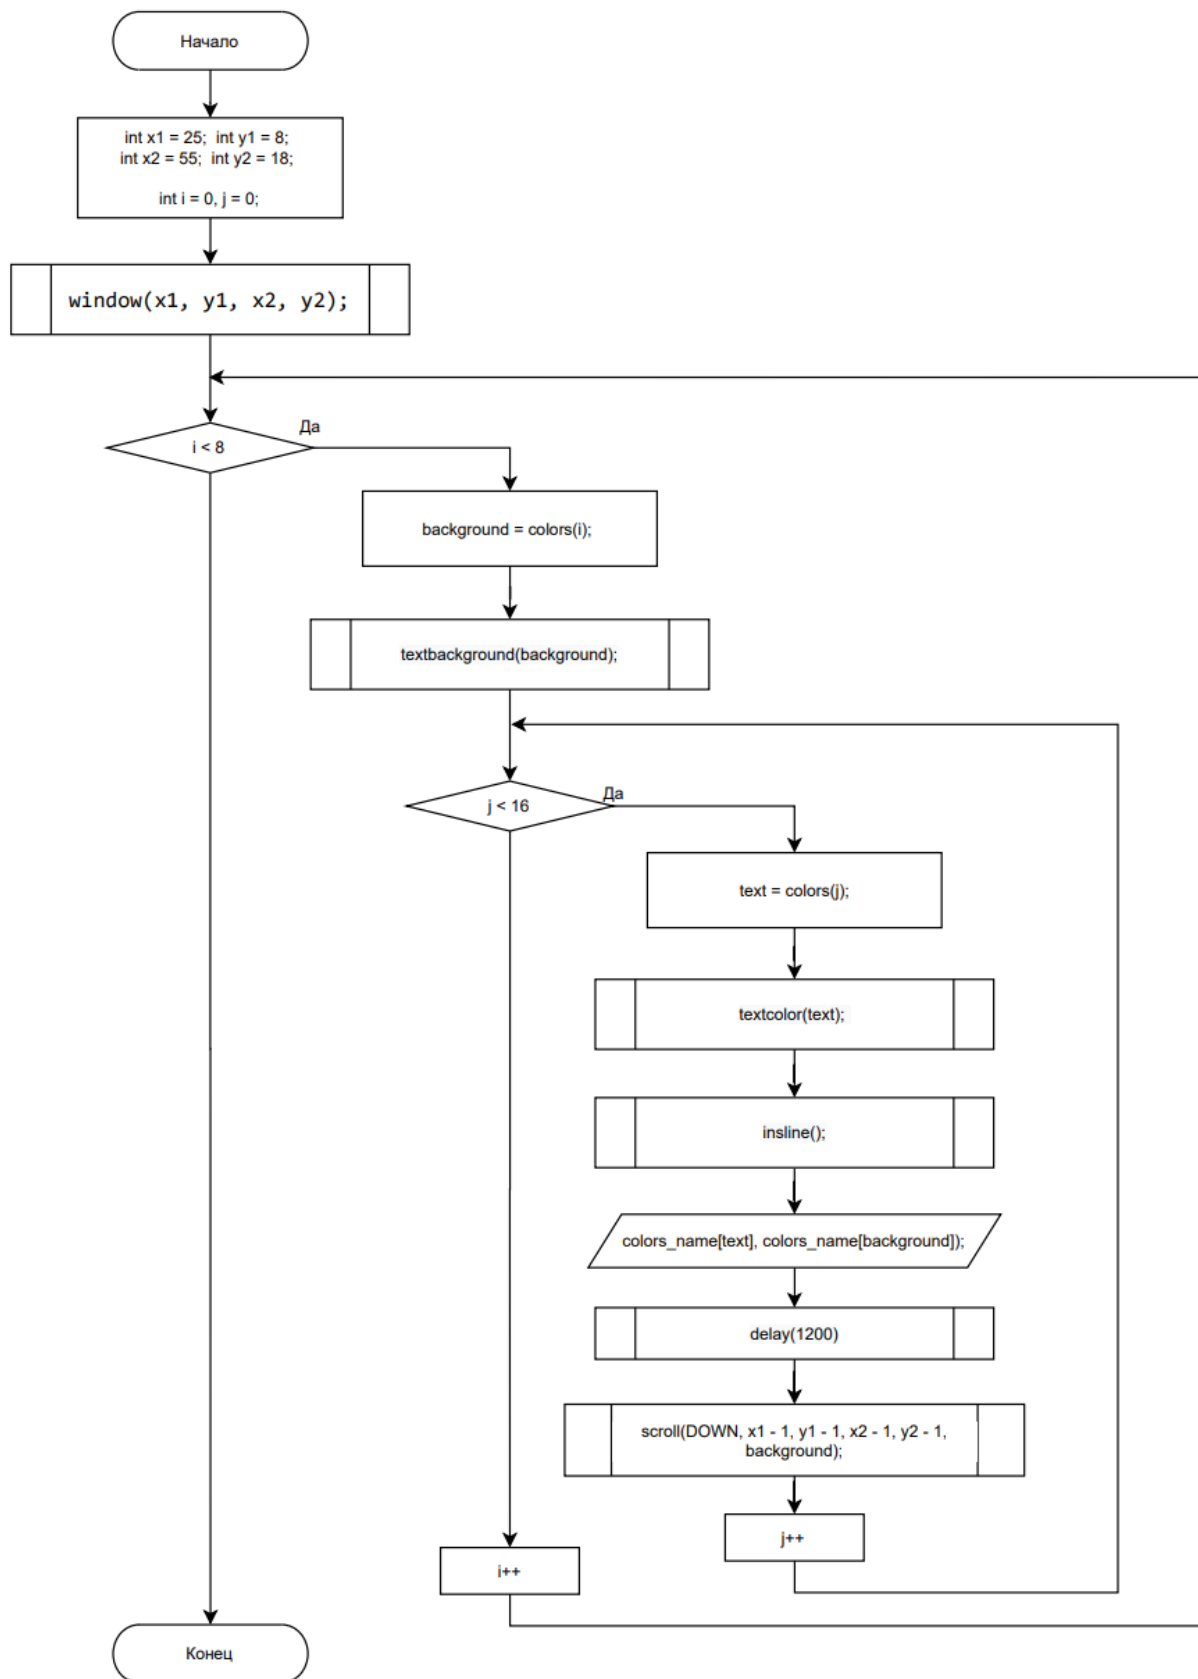 Начало
int x1 = 25; int y1 = 8;
int x2 = 55; int y2 = 18;
int i = 0, j = 0;
window(x1, y1, x2, y2);
Да
i < 8
background = colors(i);
textbackground(background);
Да
j < 16
text = colors(j);
textcolor(text);
insline();
colors_name[text], colors_name[background]);
delay(1200)
scroll(DOWN, x1 - 1, y1 - 1, x2 - 1, y2 - 1,
background);
j++
i++
Конец